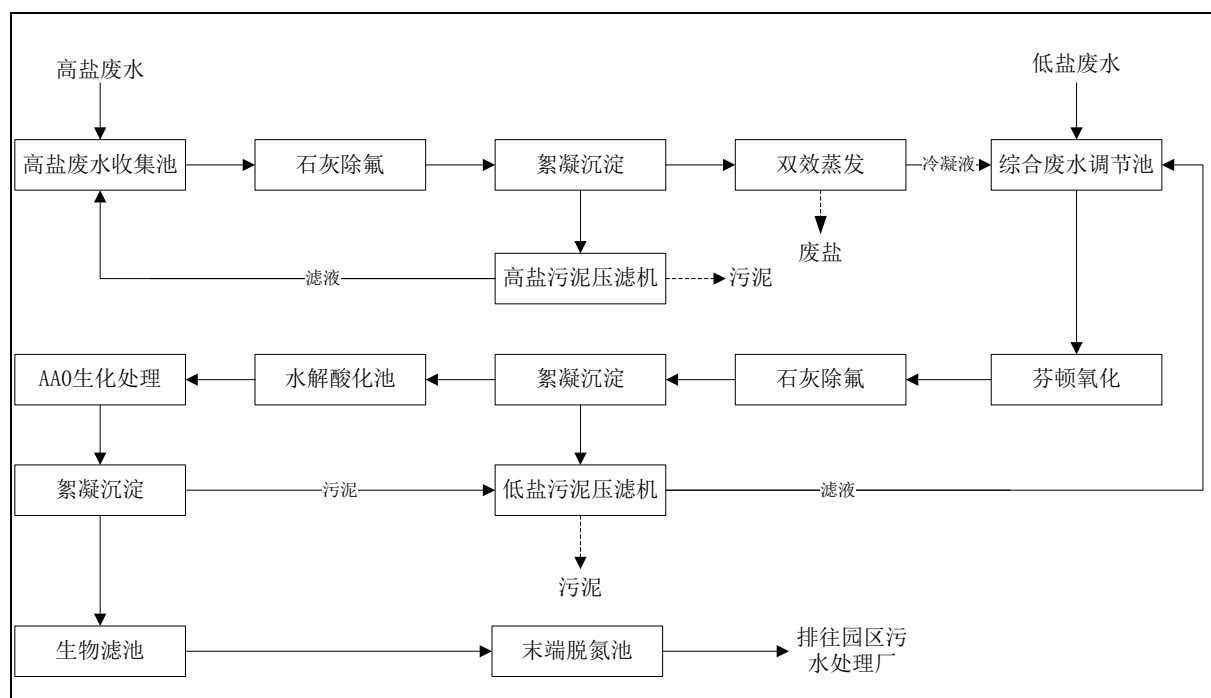 高盐废水
低盐废水
高盐废水收集池
石灰除氟
絮凝沉淀
双效蒸发
冷凝液
综合废水调节池
废盐
滤液
高盐污泥压滤机
污泥
AAO生化处理
水解酸化池
絮凝沉淀
石灰除氟
芬顿氧化
絮凝沉淀
污泥
低盐污泥压滤机
滤液
污泥
生物滤池
末端脱氮池
排往园区污
水处理厂